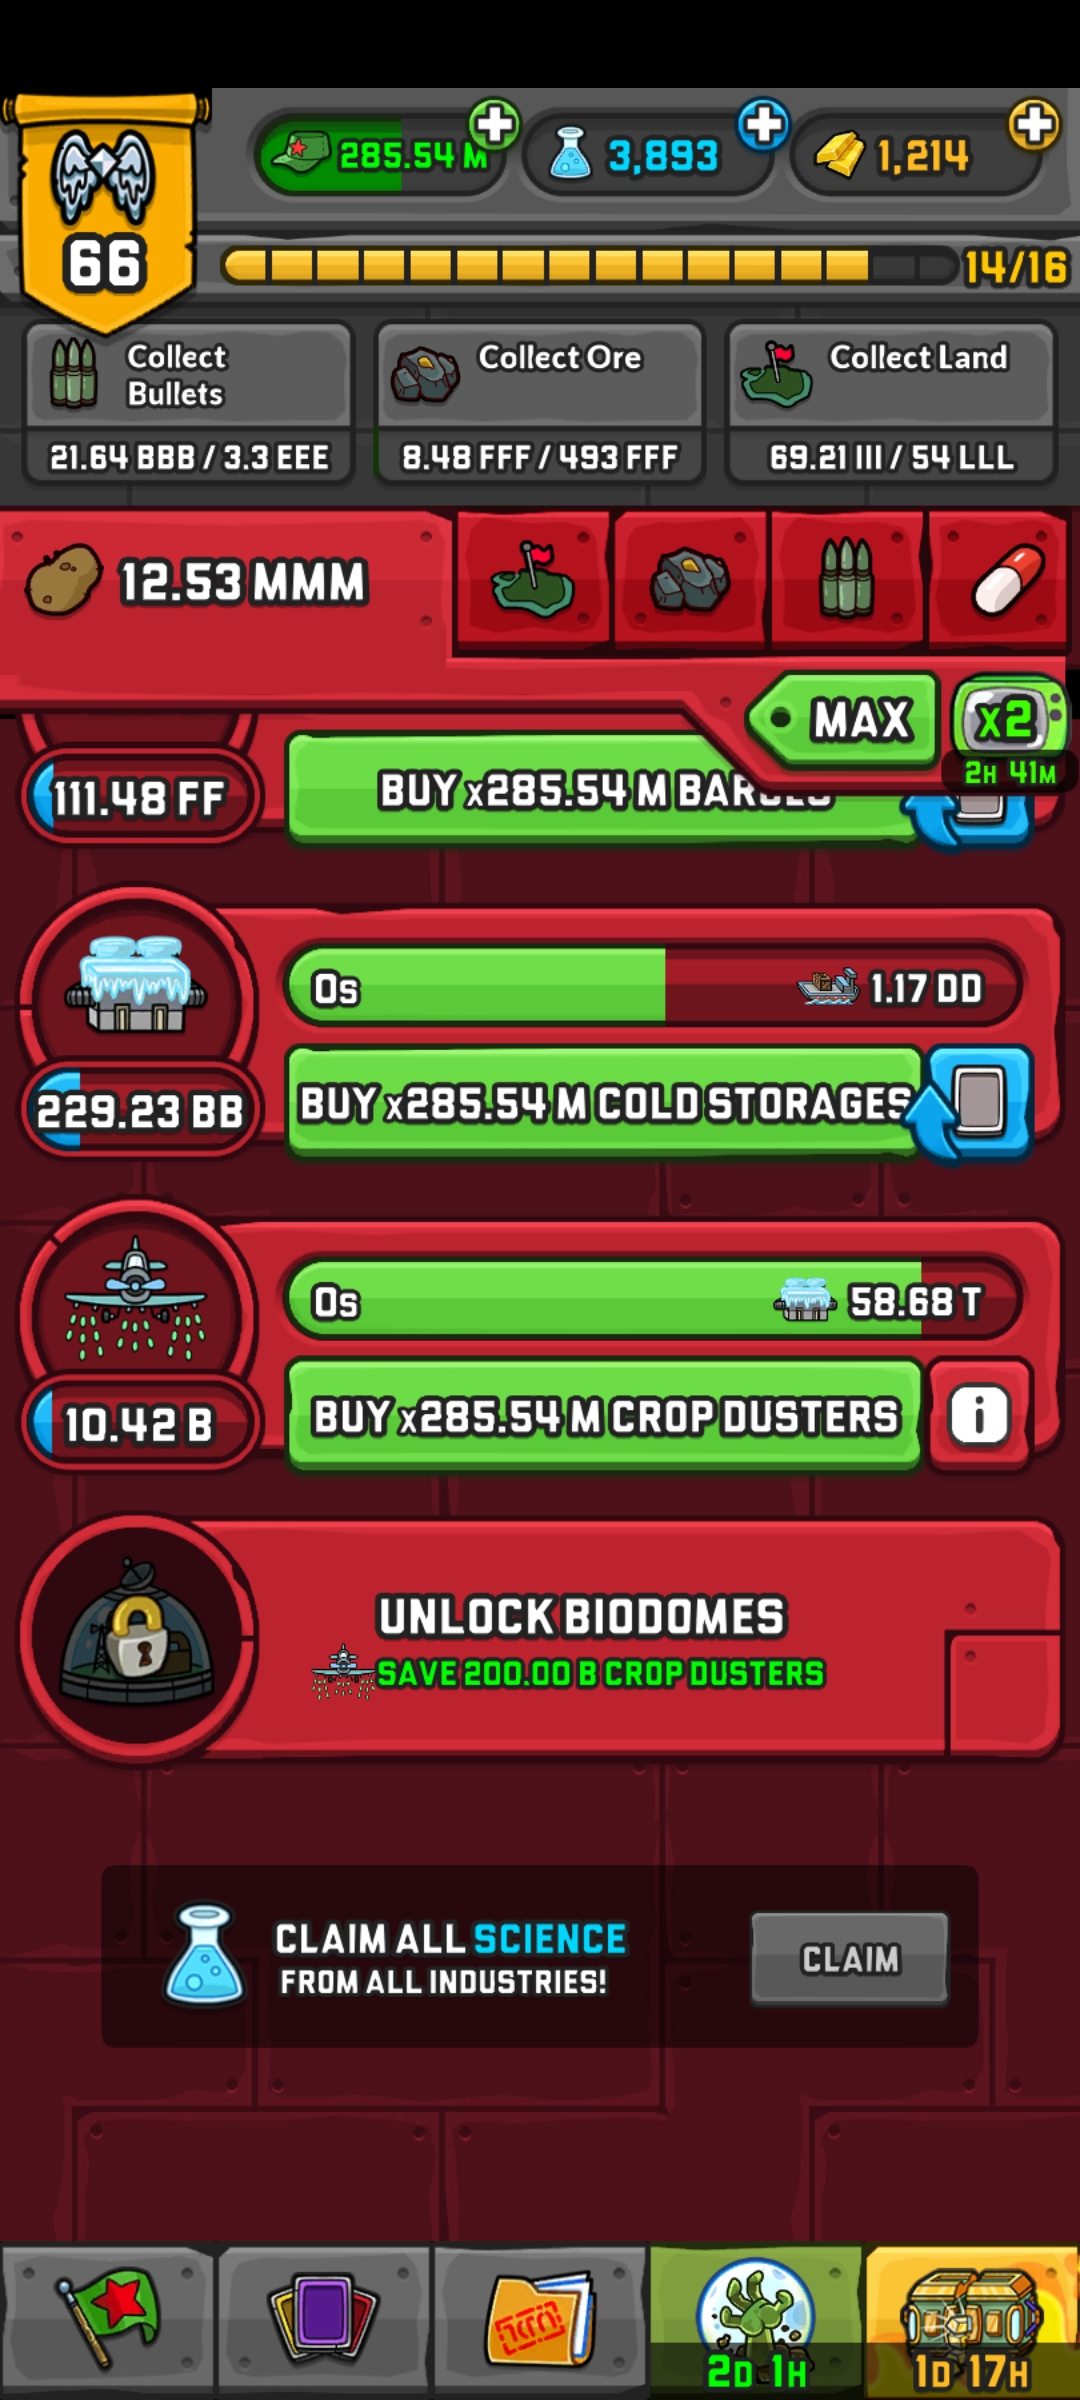 285.54 M
3,893
1,214
66
14/16
Collect
Bullets
Collect Ore
Collect Land
21.64 BBB / 3.3 EEE
8.48 FFF / 493 FFF
69.21 III / 54 LLL
12.53 MMM
MAX
x2
2H 41M
111.48 FF
BUY x285.54 M BARGES
0s
1.17 DD
229.23 BB
BUY x285.54 M COLD STORAGES
0s
58.68 T
10.42 B
BUY x285.54 M CROP DUSTERS
i
UNLOCK BIODOMES
SAVE 200.00 B CROP DUSTERS
CLAIM ALL SCIENCE
FROM ALL INDUSTRIES!
CLAIM
2D 1H
1D 17H